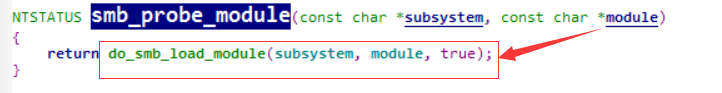 NTSTATUS smb_probe_module(const char *subsystem, const char *module)
{
return do_smb_load_module(subsystem, module, true);
}